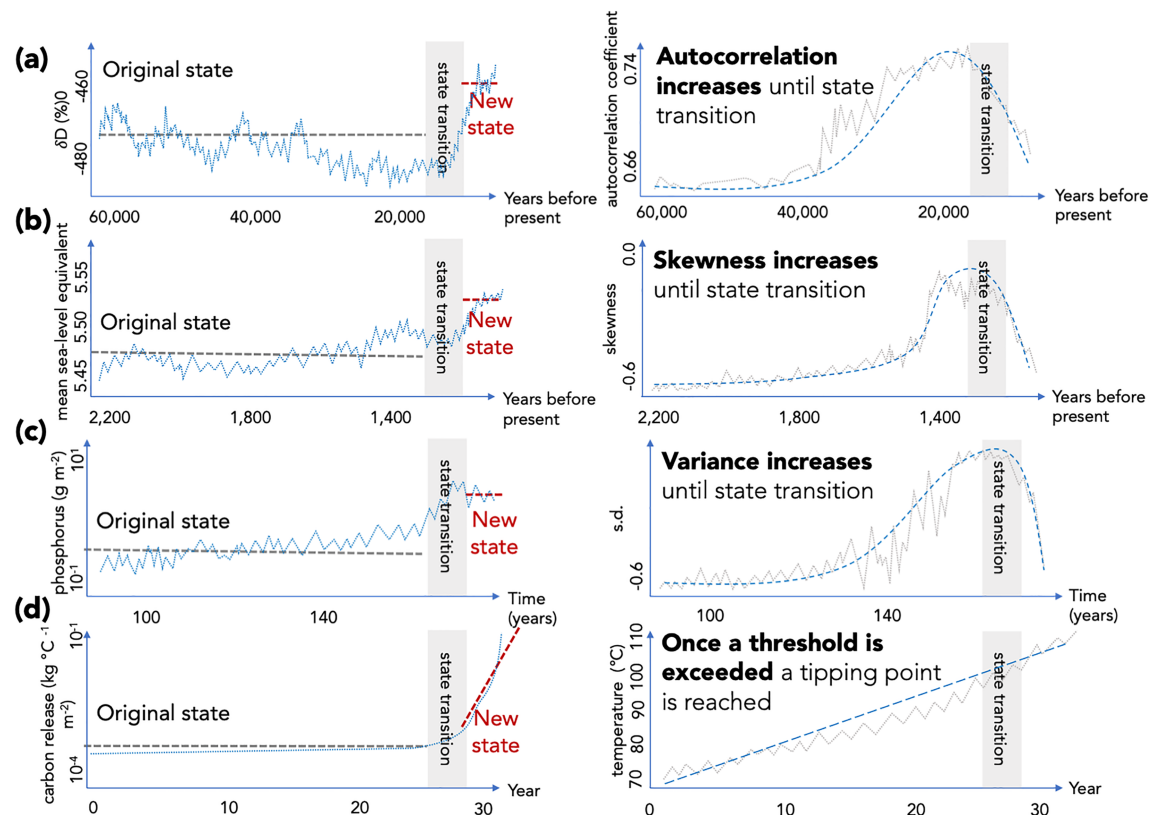 (a)
δD (%)0
-460
-480
Original state
state transition
New
state
60,000
40,000
20,000
Years before
present
autocorrelation coefficient
0.74
0.66
Autocorrelation
increases until state
transition
state transition
60,000
40,000
20,000
Years before
present
(b)
mean sea-level equivalent
5.55
5.50
5.45
Original state
state transition
New
state
2,200
1,800
1,400
Years before
present
skewness
0.0
-0.6
Skewness increases
until state transition
state transition
2,200
1,800
1,400
Years before
present
(c)
phosphorus (g m-2)
10¹
10-¹
Original state
state transition
New
state
100
140
Time
(years)
s.d.
-0.6
Variance increases
until state transition
state transition
100
140
Time
(years)
(d)
carbon release (kg °C -1
m-2)
10-¹
10-4
Original state
state transition
New
state
0
10
20
30
Year
temperature (°C)
110
100
90
80
70
Once a threshold is
exceeded a tipping point
is reached
state transition
0
10
20
30
Year